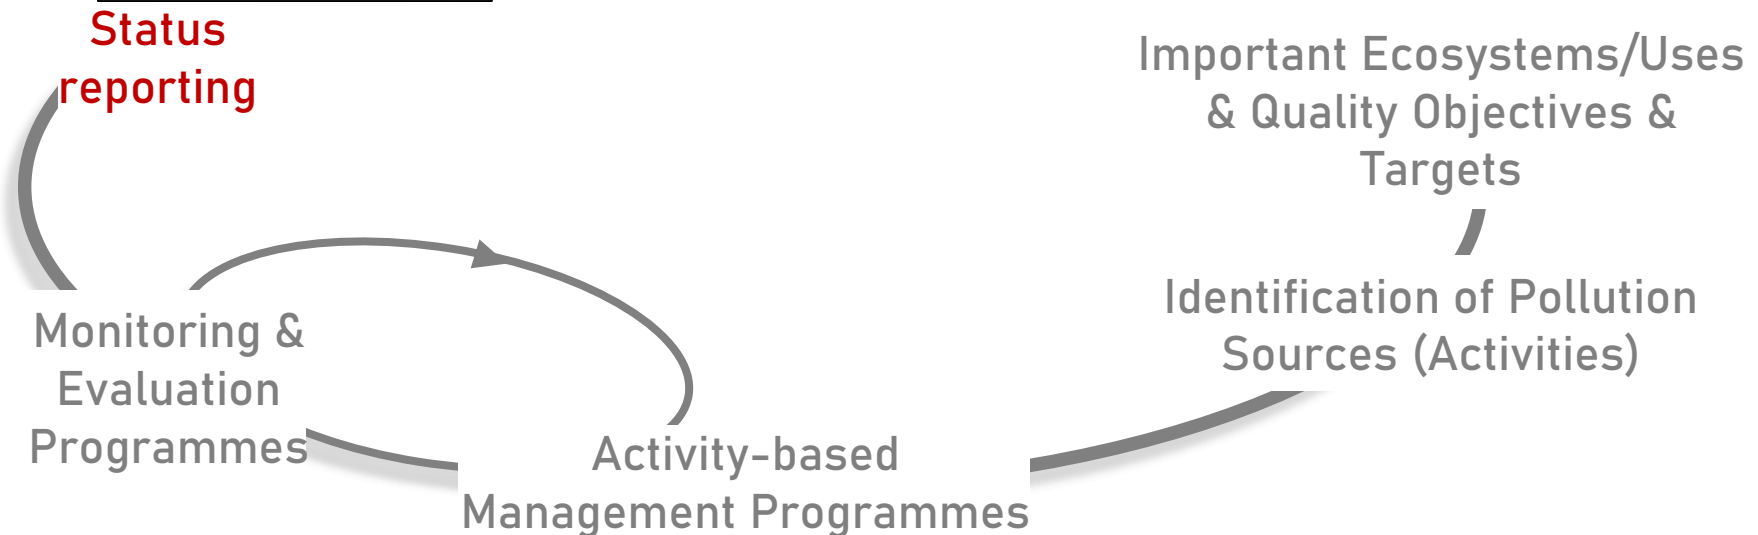 Status
reporting
Important Ecosystems/Uses
& Quality Objectives &
Targets
Identification of Pollution
Sources (Activities)
Monitoring &
Evaluation
Programmes
Activity-based
Management Programmes